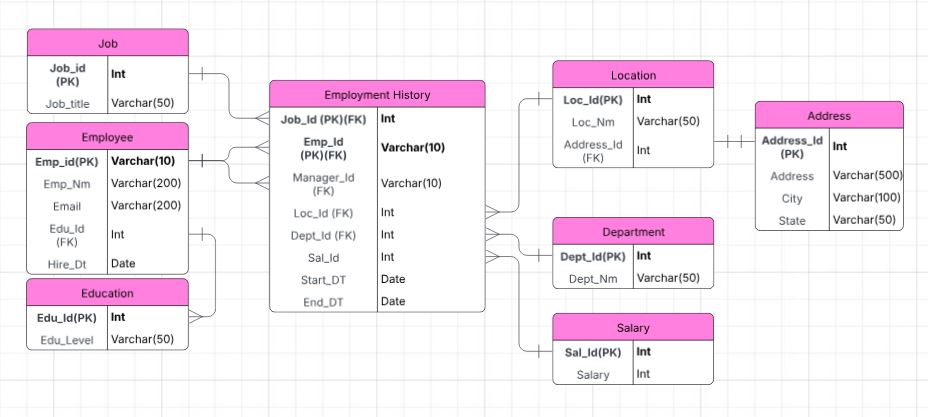 Job
Job_id
(PK)
Int
Job_title
Varchar(50)
Employee
Emp_id(PK)
Varchar(10)
Emp_Nm
Varchar(200)
Email
Varchar(200)
Edu_Id
(FK)
Int
Hire_Dt
Date
Education
Edu_Id(PK)
Int
Edu_Level
Varchar(50)
Employment History
Job_Id (PK)(FK)
Int
Emp_Id
(PK)(FK)
Varchar(10)
Manager_Id
(FK)
Varchar(10)
Loc_Id (FK)
Int
Dept_Id (FK)
Int
Sal_Id
Int
Start_DT
Date
End_DT
Date
Location
Loc_Id(PK)
Int
Loc_Nm
Varchar(50)
Address_Id
(FK)
Int
Department
Dept_Id(PK)
Int
Dept_Nm
Varchar(50)
Salary
Sal_Id(PK)
Int
Salary
Int
Address
Address_Id
(PK)
Int
Address
Varchar(500)
City
Varchar(100)
State
Varchar(50)